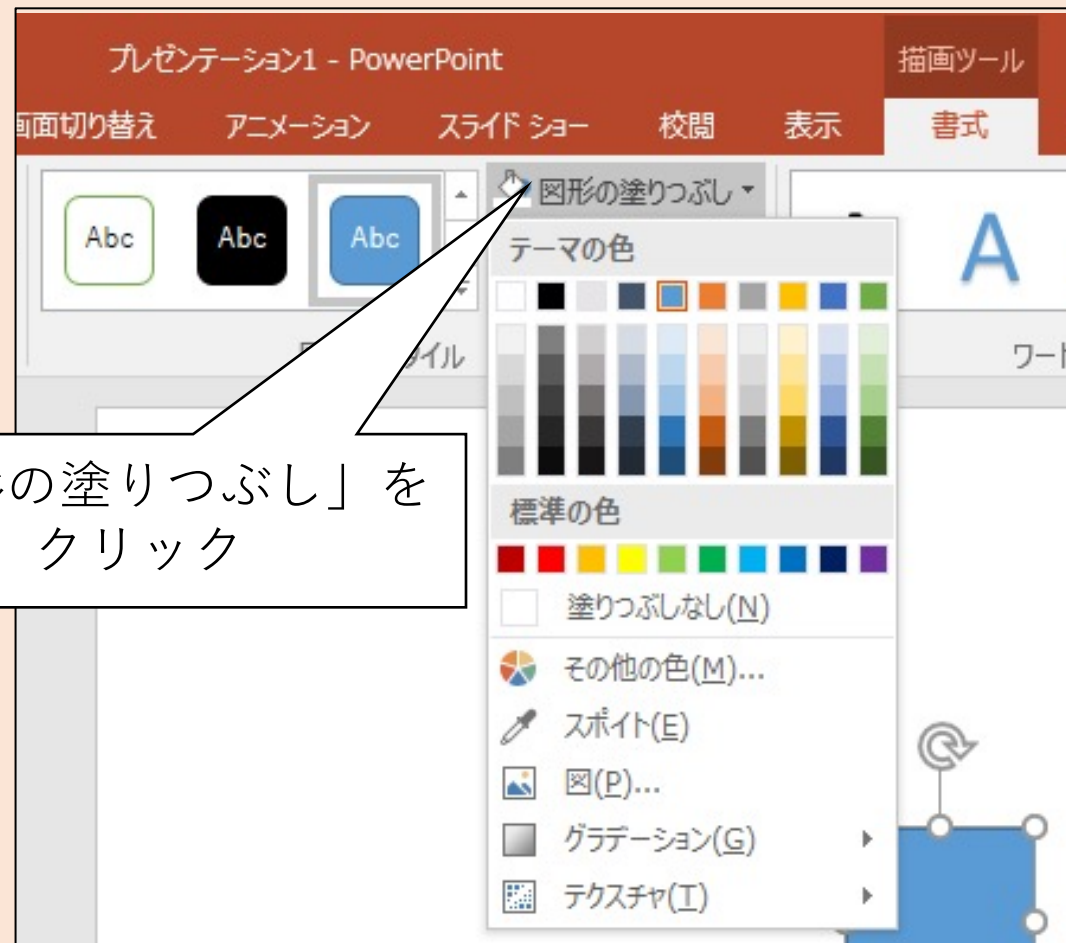 プレゼンテーション1 - PowerPoint
描画ツール
画面切り替え アニメーション スライド ショー 校閲 表示 書式
Abc Abc Abc
図形の塗りつぶし
A
テーマの色
イル
ワート
の塗りつぶし」を
クリック
標準の色
塗りつぶしなし(N)
その他の色(M)...
スポイト(E)
図(P)...
グラデーション(G)
テクスチャ(T)